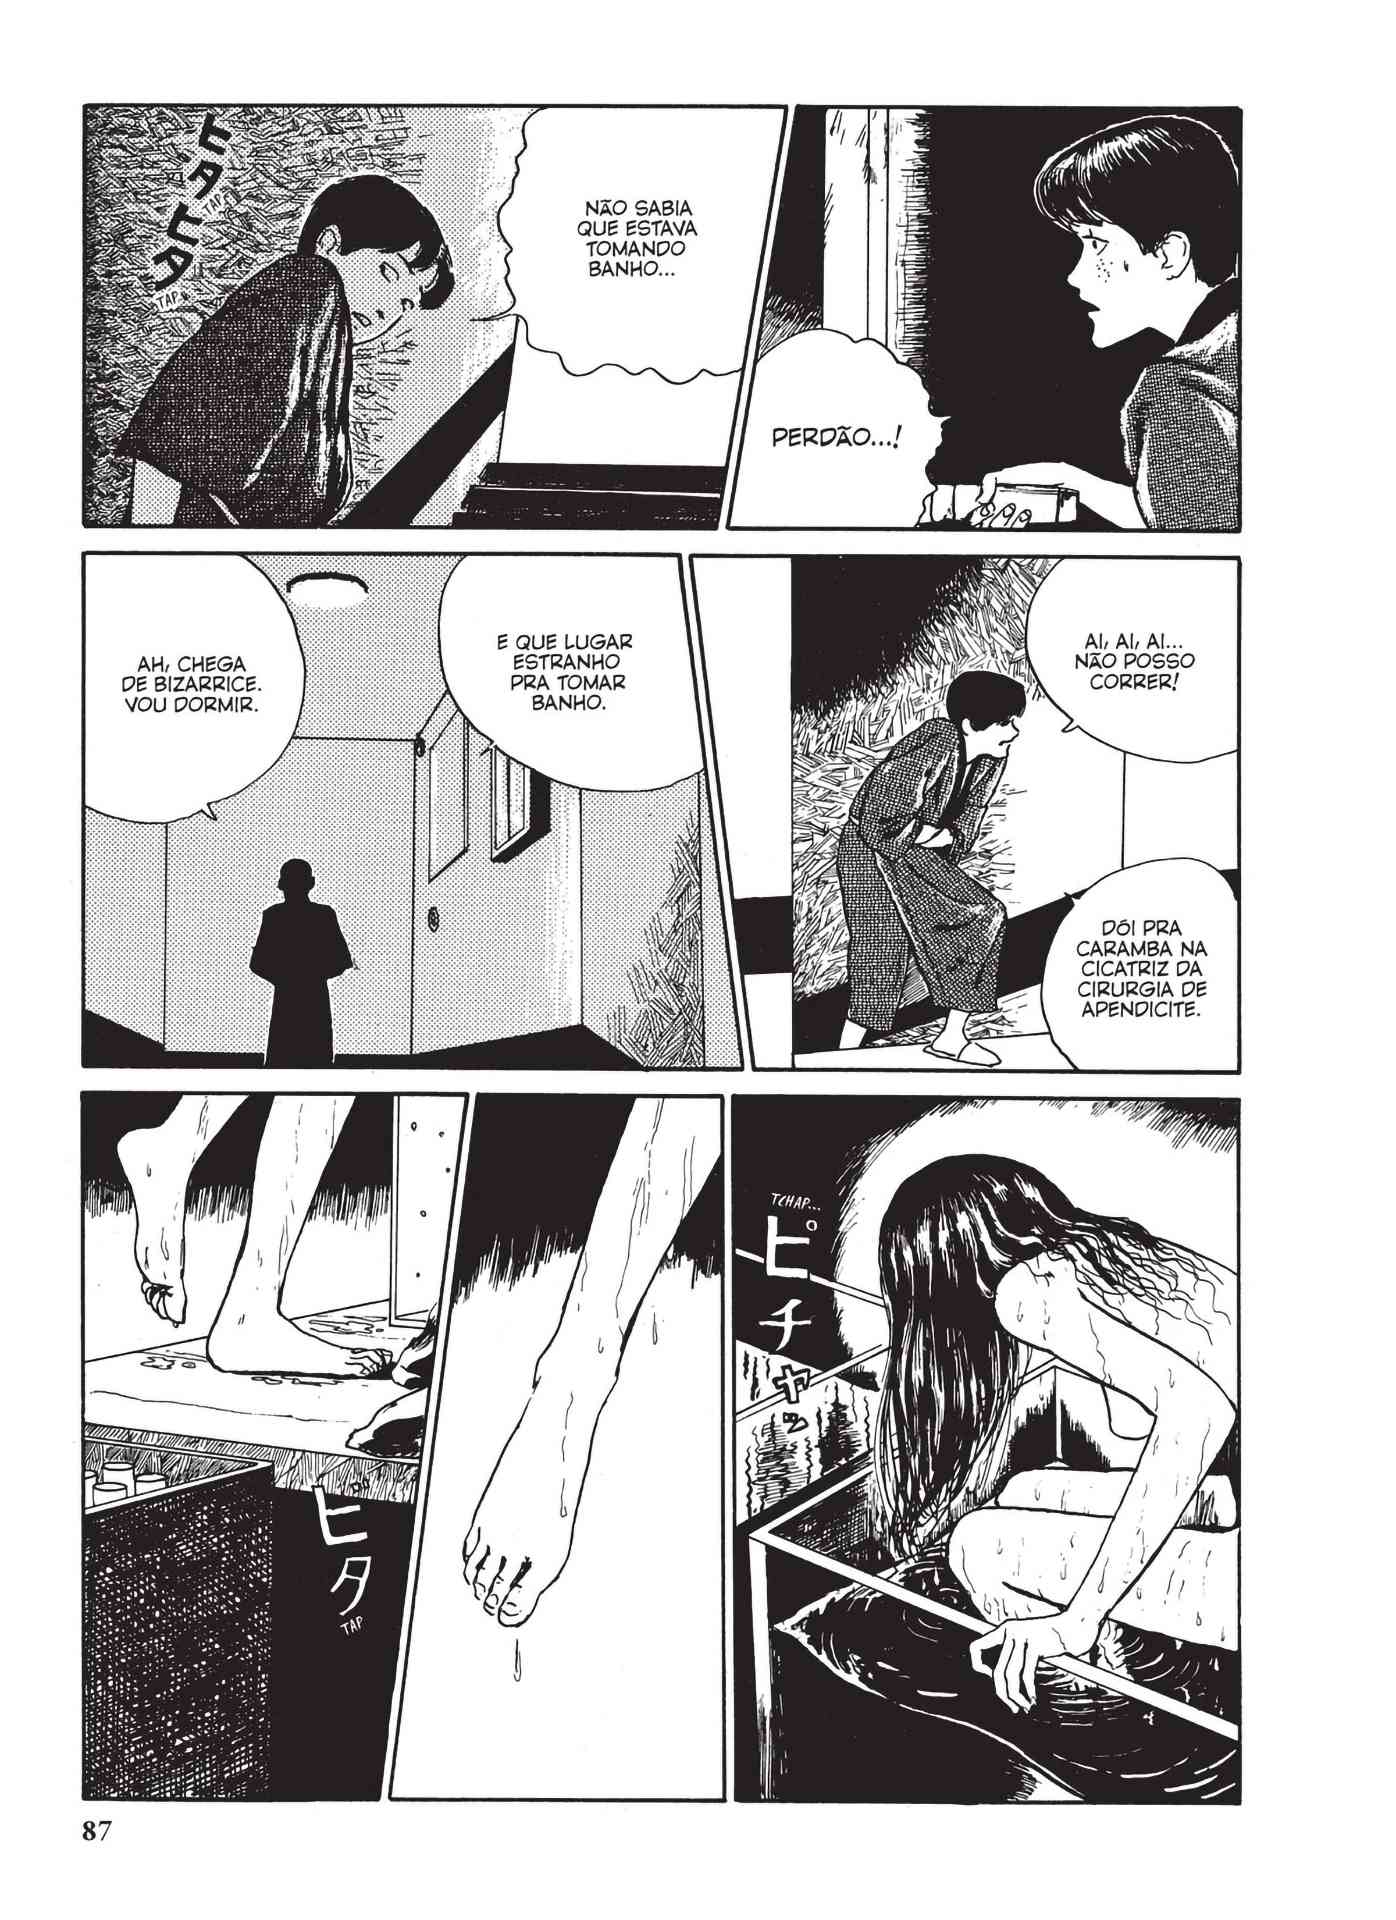 PERDÃO...!
NÃO SABIA
QUE ESTAVA
TOMANDO
BANHO...
ヒタ
TAP
ヒタ
TAP
AI, AI, AI...
NÃO POSSO
CORRER!
DÓI PRA
CARAMBA NA
CICATRIZ DA
CIRURGIA DE
APENDICITE.
E QUE LUGAR
ESTRANHO
PRA TOMAR
BANHO.
AH, CHEGA
DE BIZARRICE.
VOU DORMIR.
TCHAP...
ピチャッ
ヒタ
TAP
87